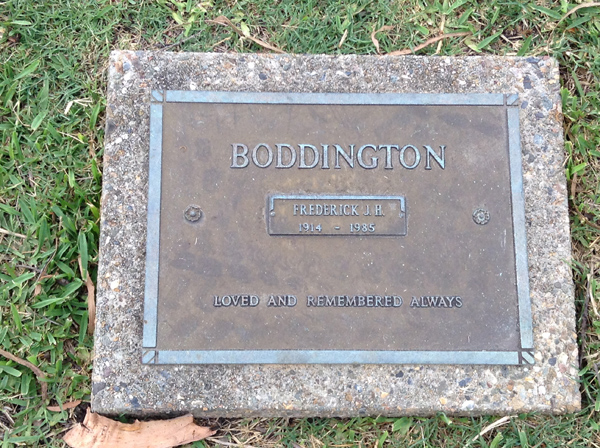 BODDINGTON
FREDERICK J. H.
1914 - 1985
LOVED AND REMEMBERED ALWAYS